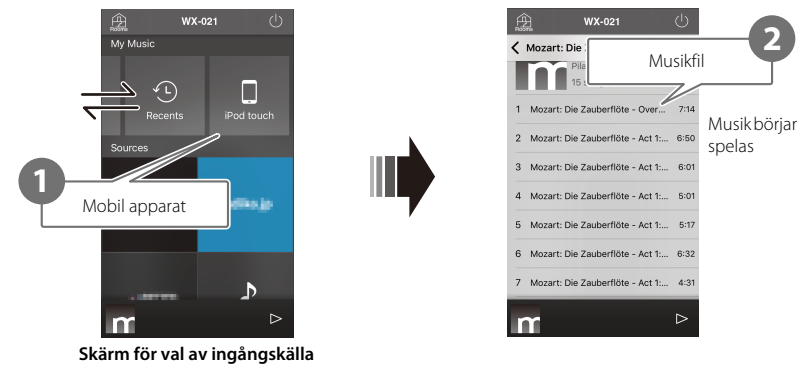 Rooms
WX-021
My Music
Recents
iPod touch
Sources
1
Mobil apparat
m
Skärm för val av ingångskälla
Rooms
WX-021
2
Mozart: Die
Musikfil
m
15
1 Mozart: Die Zauberflöte - Over... 7:14
2 Mozart: Die Zauberflöte - Act 1:... 6:50
3 Mozart: Die Zauberflöte - Act 1:... 6:01
4 Mozart: Die Zauberflöte - Act 1:... 5:01
5 Mozart: Die Zauberflöte - Act 1:... 5:17
6 Mozart: Die Zauberflöte - Act 1:... 6:32
7 Mozart: Die Zauberflöte - Act 1:... 4:31
m
Musik börjar
spelas